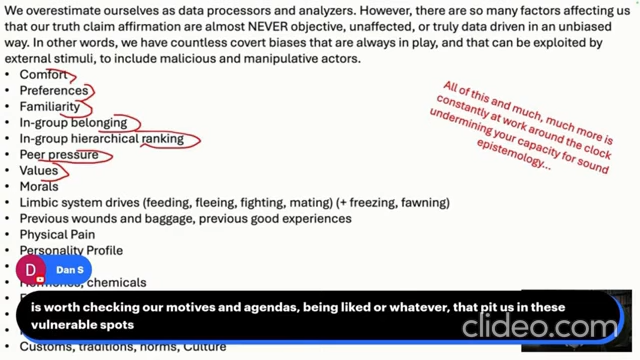 We overestimate ourselves as data processors and analyzers. However, there are so many factors affecting us
that our truth claim affirmation are almost NEVER objective, unaffected, or truly data driven in an unbiased
way. In other words, we have countless covert biases that are always in play, and that can be exploited by
external stimuli, to include malicious and manipulative actors.
• Comfort
• Preferences
• Familiarity
• In-group belonging
• In-group hierarchical ranking
• Peer pressure
• Values
• Morals
• Limbic system drives (feeding, fleeing, fighting, mating) (+ freezing, fawning)
• Previous wounds and baggage, previous good experiences
• Physical Pain
• Personality Profile
chemicals
• Customs, traditions, norms, Culture
All of this and much, much more is
constantly at work around the clock
undermining your capacity for sound
epistemology...
D
Dan S
is worth checking our motives and agendas, being liked or whatever, that pit us in these
vulnerable spots
clideo.com